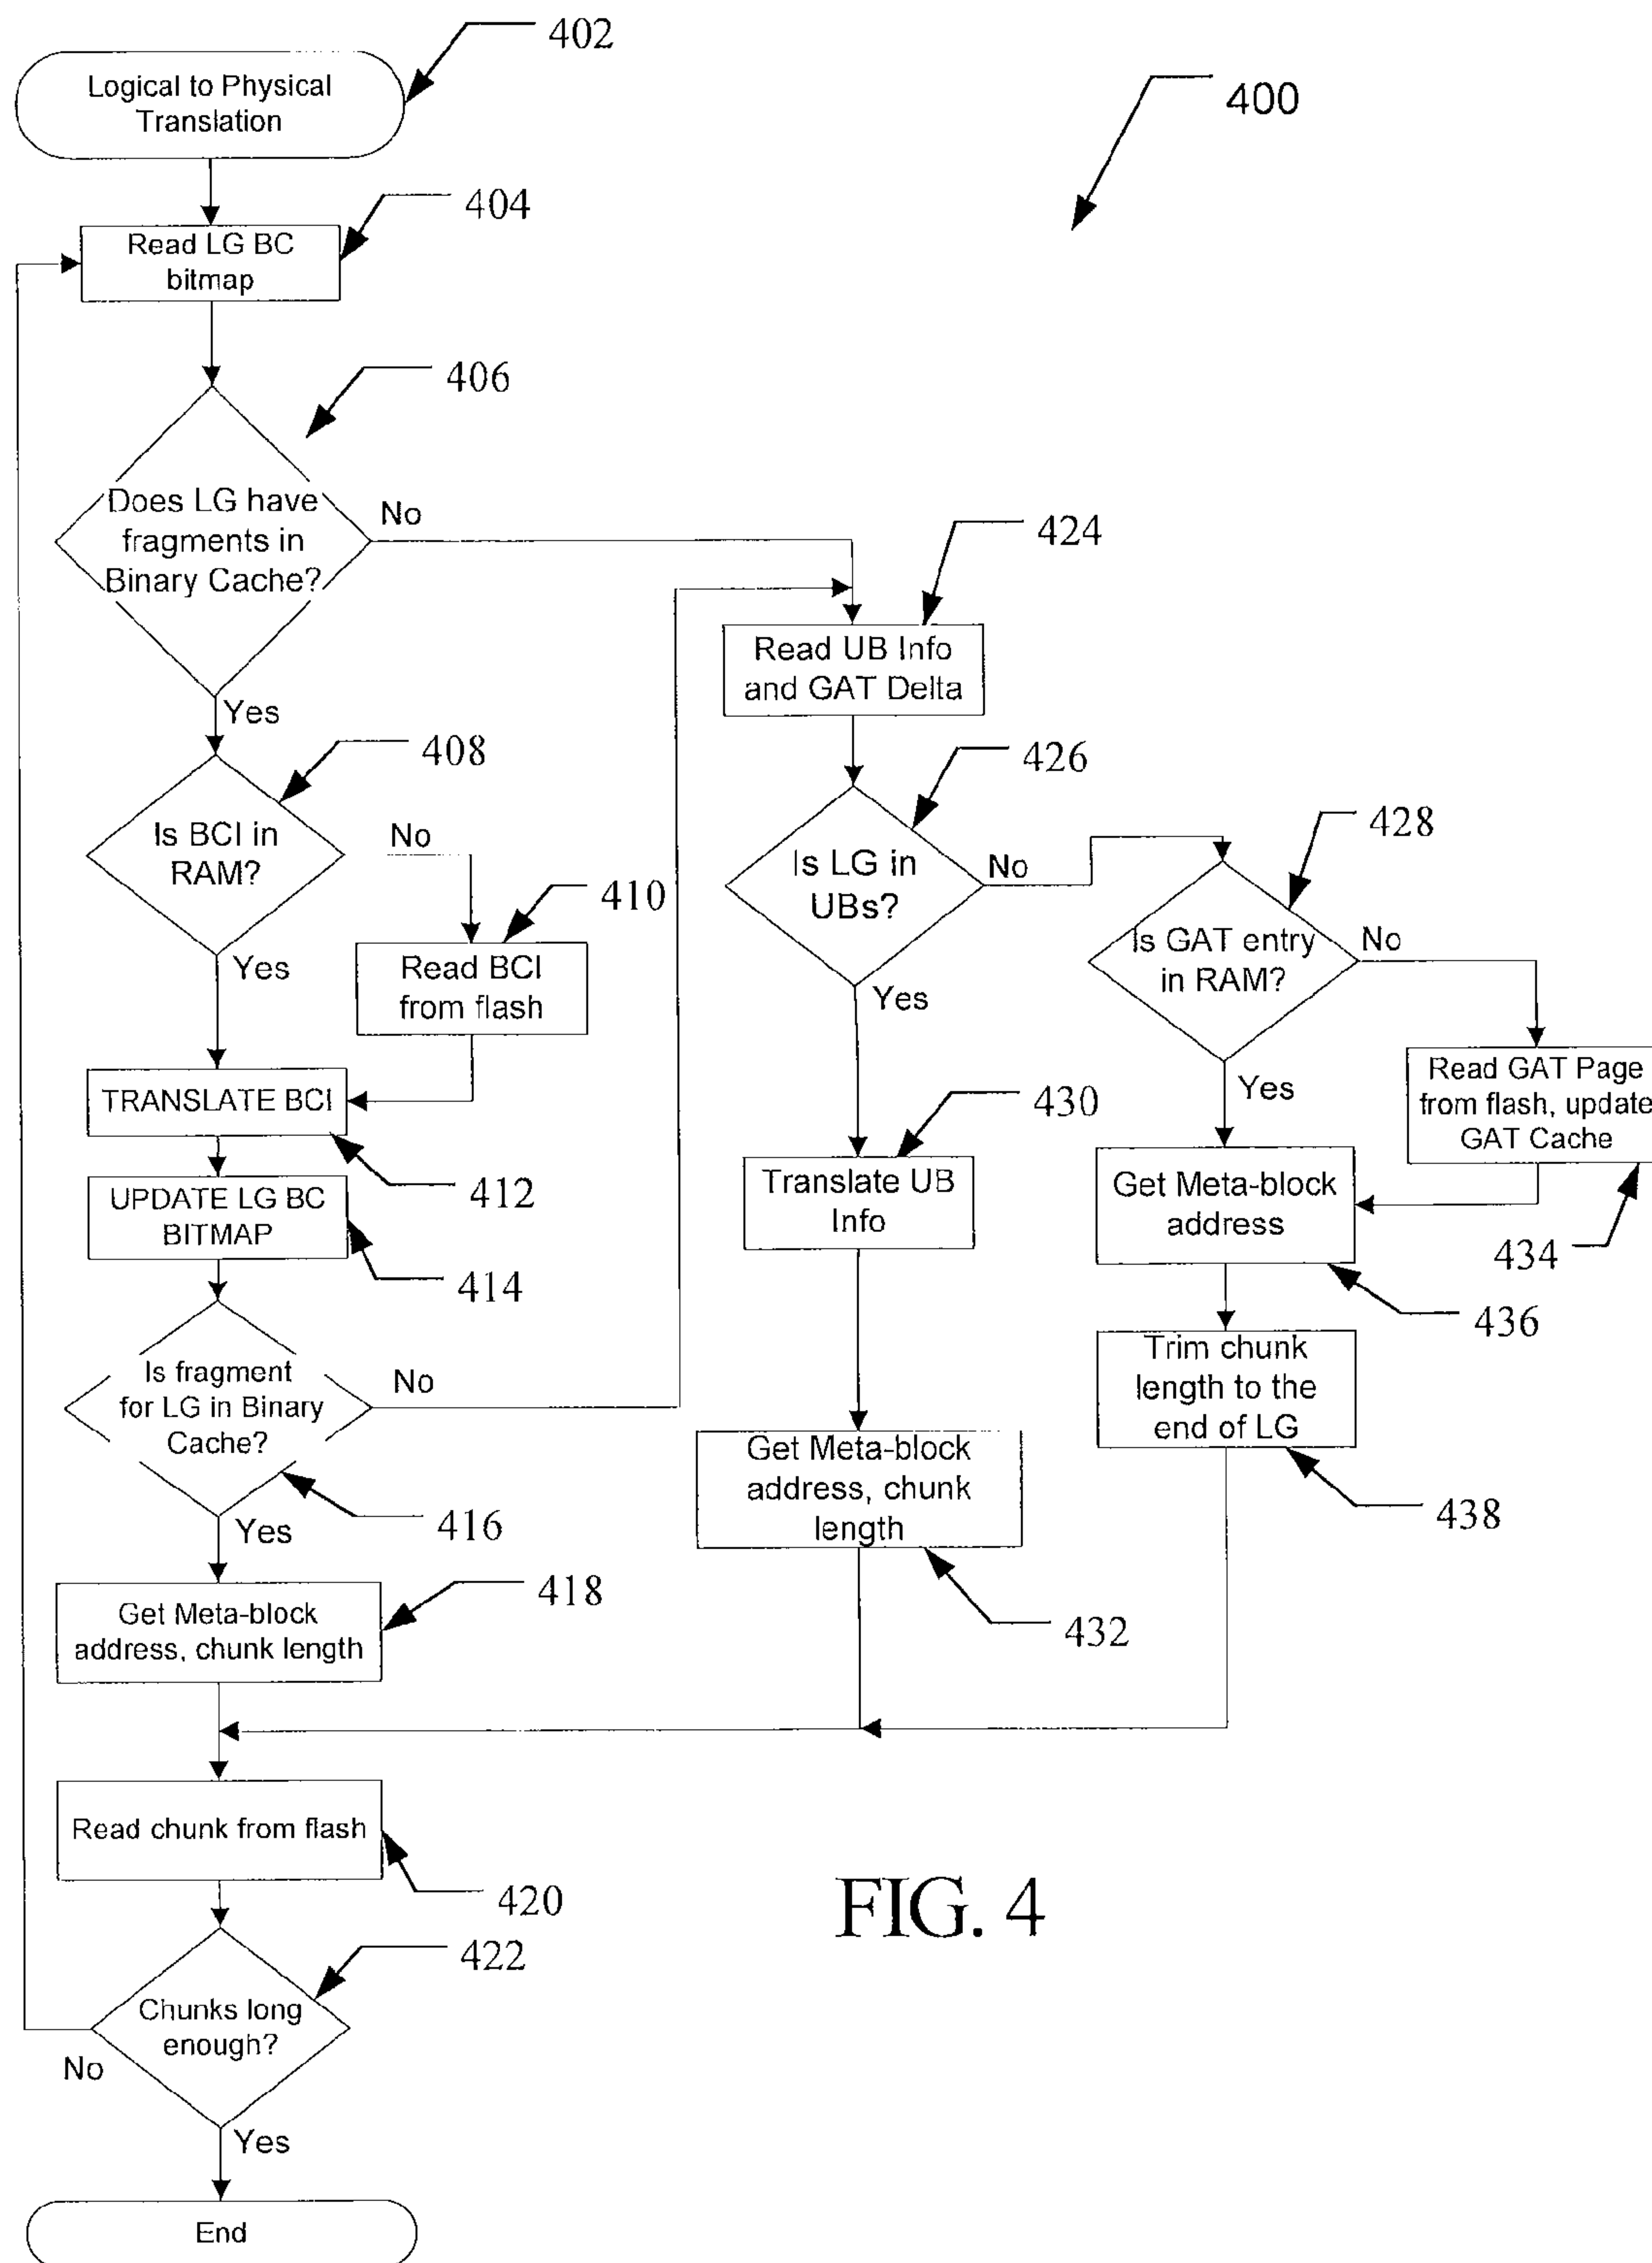 402
Logical to Physical
Translation
400
404
Read LG BC
bitmap
406
Does LG have
fragments in
Binary Cache?
No
Yes
424
Read UB Info
and GAT Delta
408
Is BCI in
RAM?
No
Yes
410
Read BCI
from flash
426
Is LG in
UBs?
No
Yes
428
Is GAT entry
in RAM?
No
Yes
Read GAT Page
from flash, update
GAT Cache
434
TRANSLATE BCI
412
UPDATE LG BC
BITMAP
414
430
Translate UB
Info
Get Meta-block
address
436
Is fragment
for LG in Binary
Cache?
No
416
Yes
Trim chunk
length to the
end of LG
438
Get Meta-block
address, chunk
length
432
418
Get Meta-block
address, chunk length
Read chunk from flash
420
FIG. 4
422
Chunks long
enough?
No
Yes
End